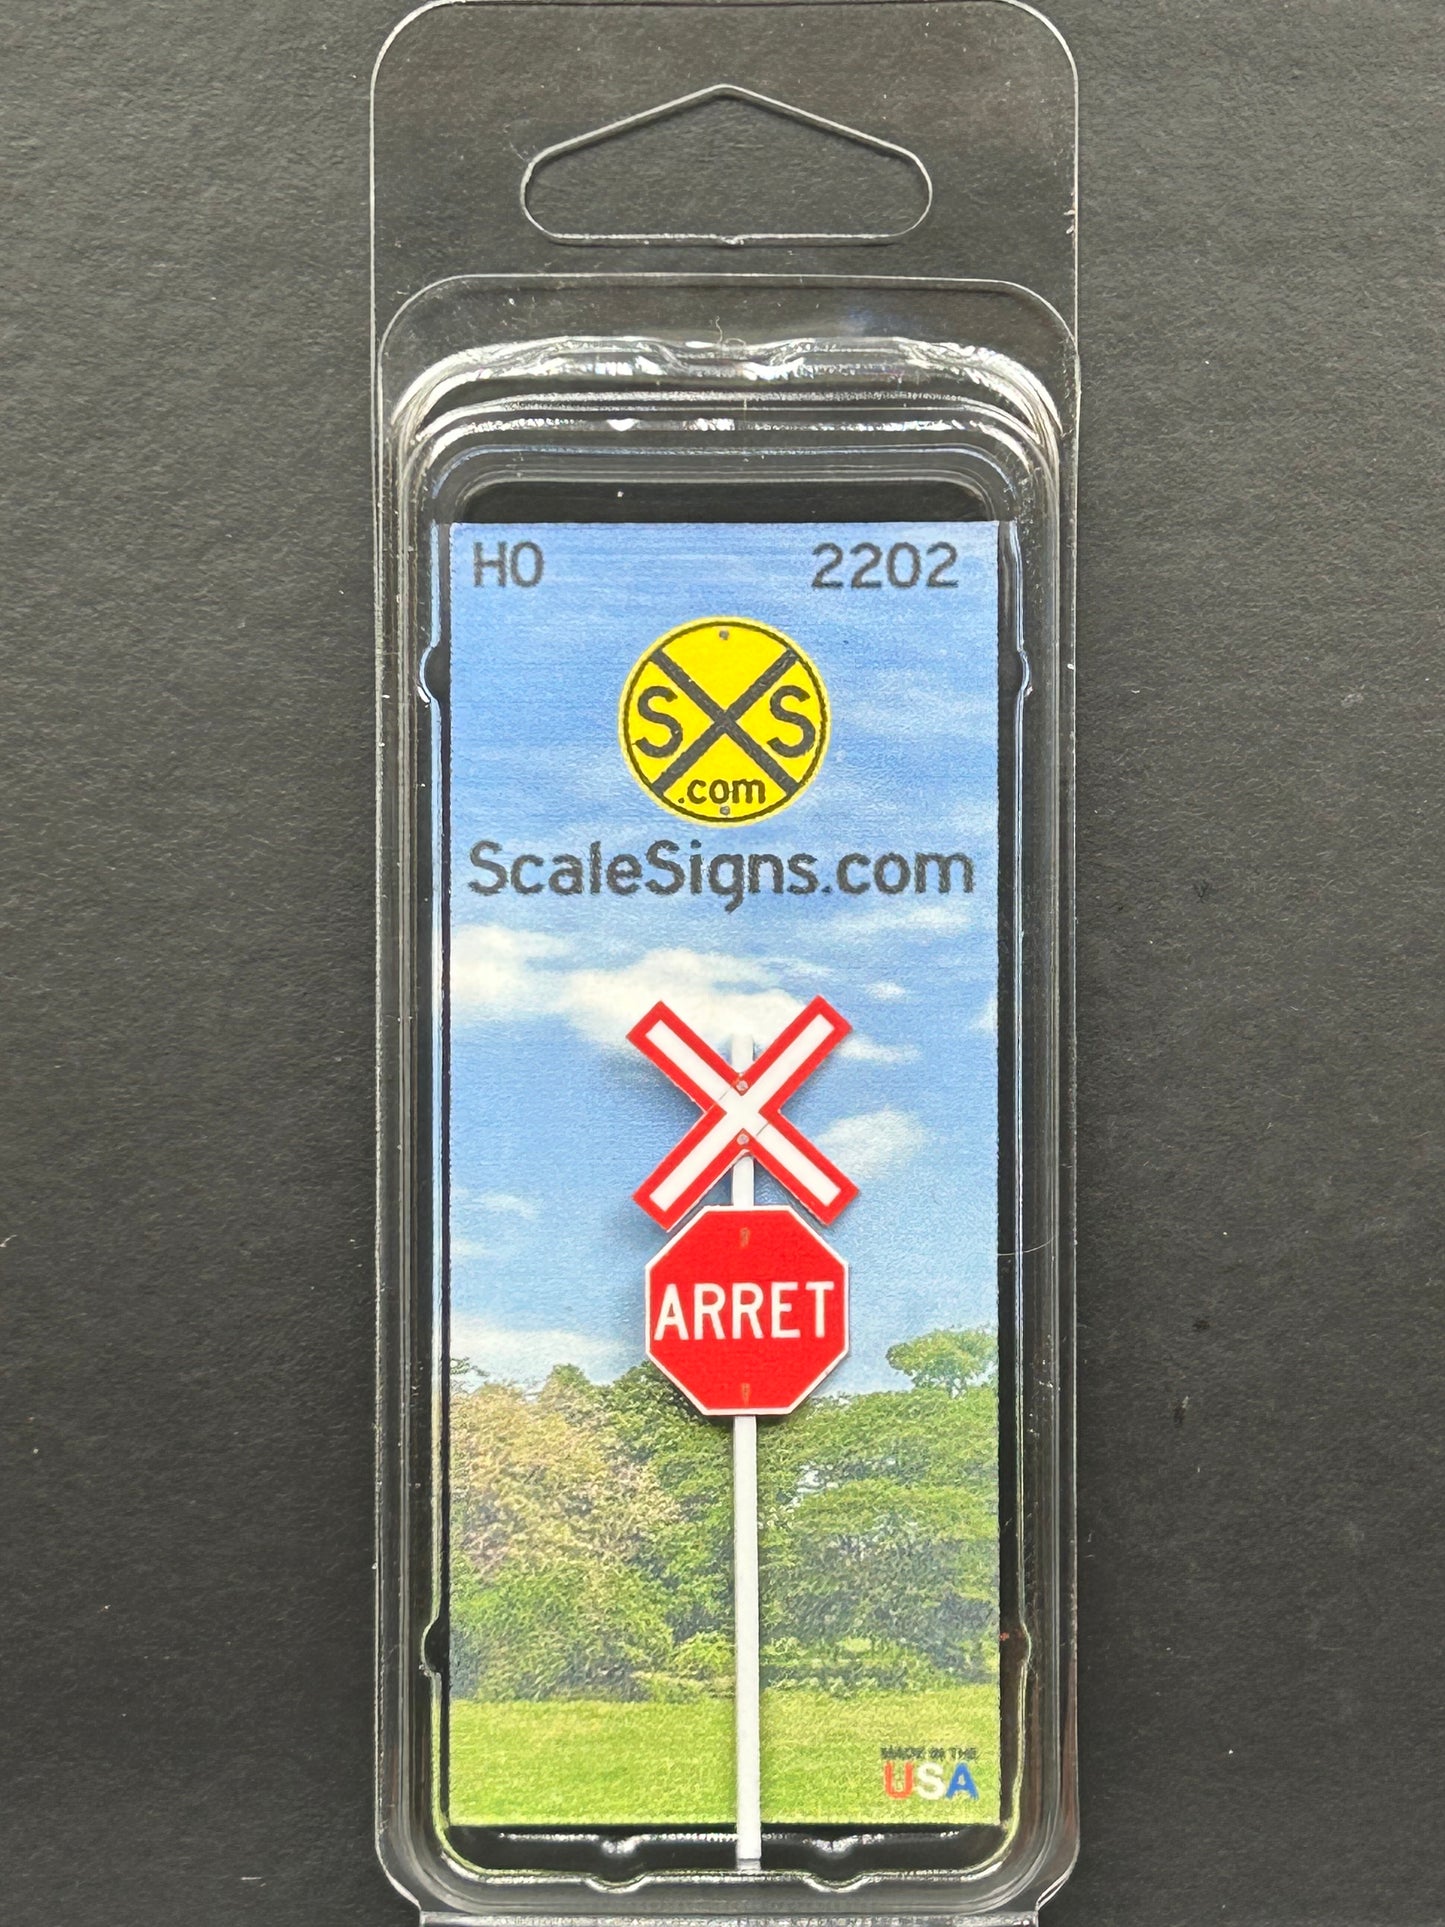 HO 2202
S S
.com
ScaleSigns.com
ARRET
MADE IN THE
USA